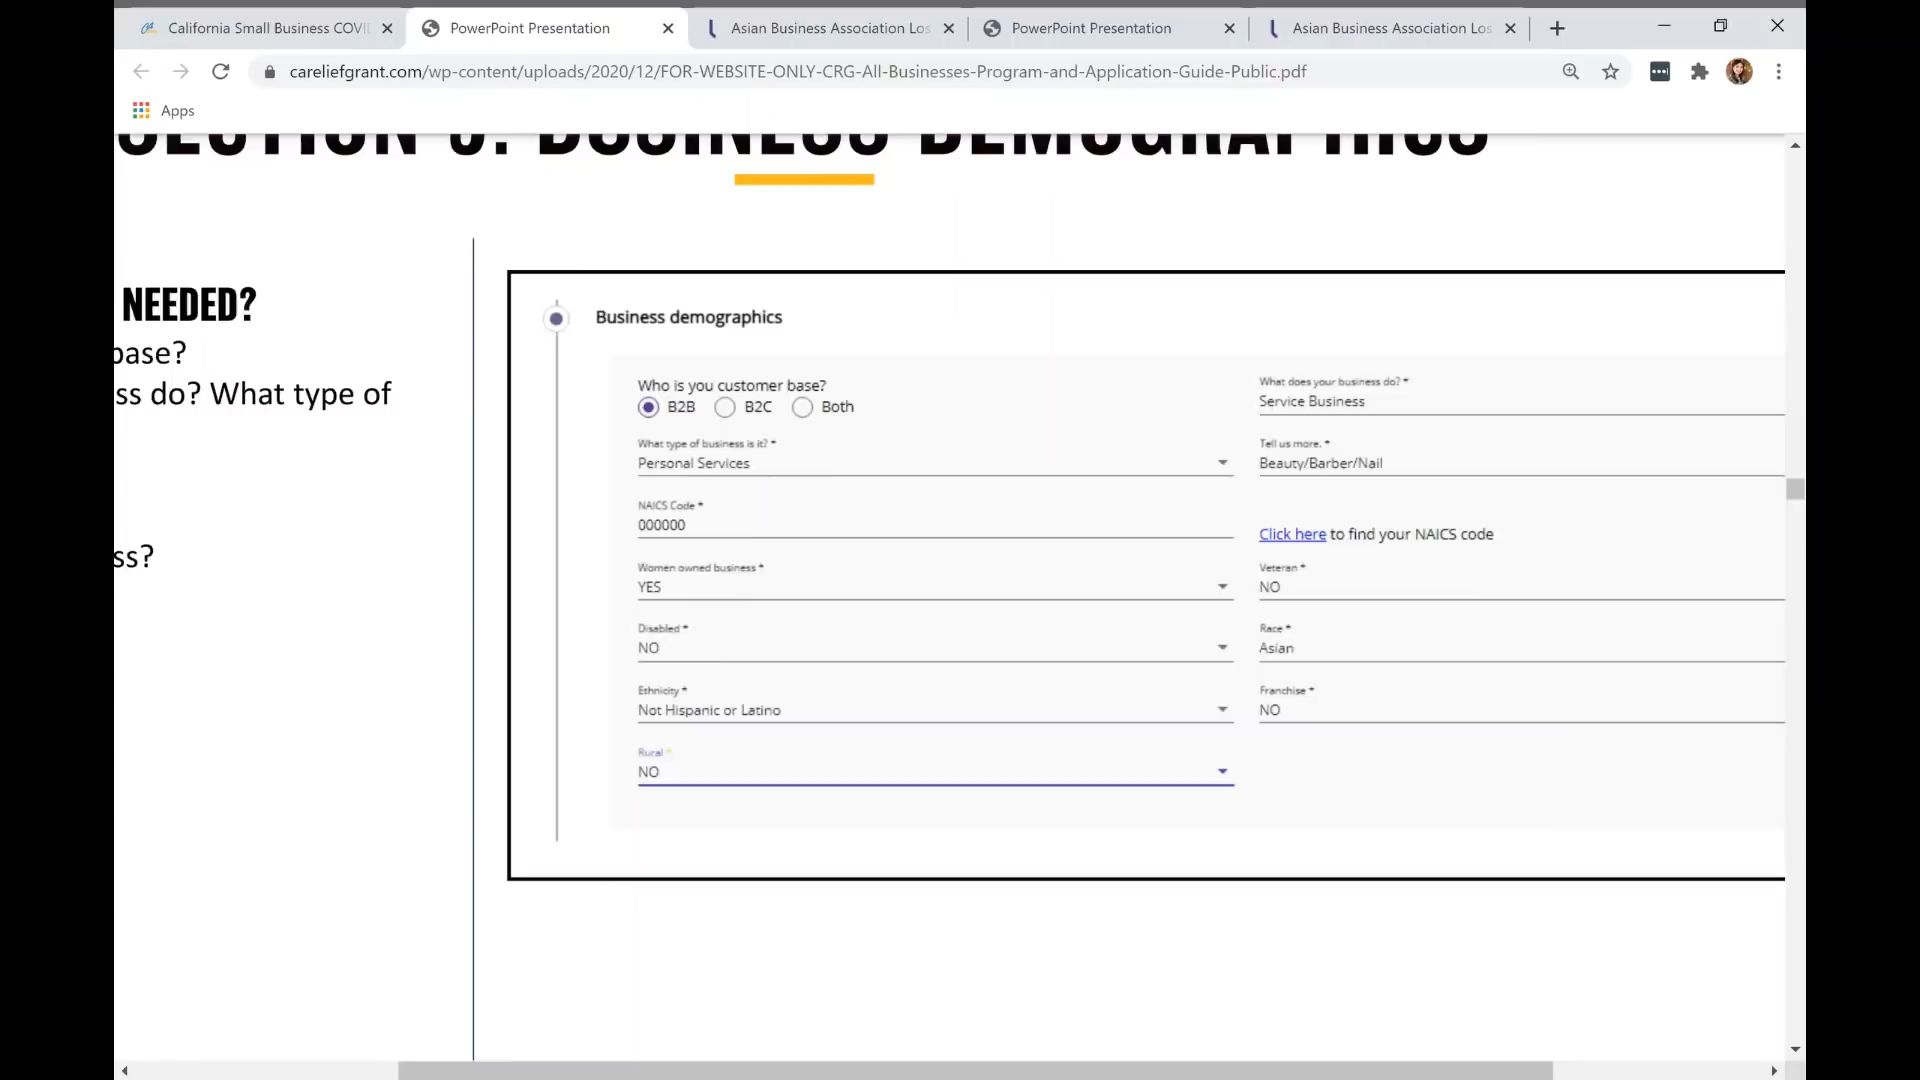 California Small Business COVI
PowerPoint Presentation
Asian Business Association Los
PowerPoint Presentation
Asian Business Association Los
careliefgrant.com/wp-content/uploads/2020/12/FOR-WEBSITE-ONLY-CRG-All-Businesses-Program-and-Application-Guide-Public.pdf
Apps
BUSINESS DEMOGRAPHICS
NEEDED?
base?
ss do? What type of
ss?
Business demographics
Who is you customer base?
B2B B2C Both
What does your business do? *
Service Business
What type of business is it? *
Personal Services
Tell us more. *
Beauty/Barber/Nail
NAICS Code *
000000
Click here to find your NAICS code
Women owned business *
YES
Veteran *
NO
Disabled *
NO
Race *
Asian
Ethnicity *
Not Hispanic or Latino
Franchise *
NO
Rural *
NO